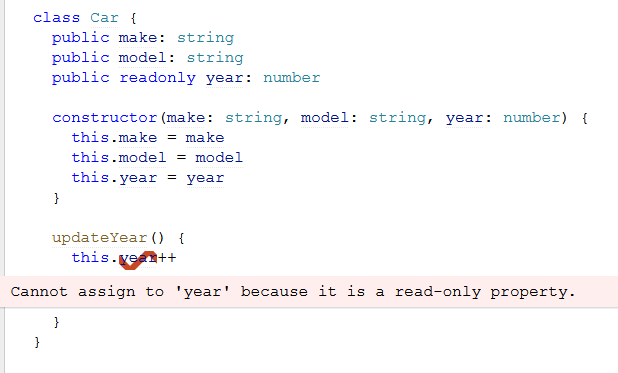 class Car {
public make: string
public model: string
public readonly year: number
constructor(make: string, model: string, year: number) {
this.make = make
this.model = model
this.year = year
}
updateYear() {
this.year++
Cannot assign to 'year' because it is a read-only property.
}
}